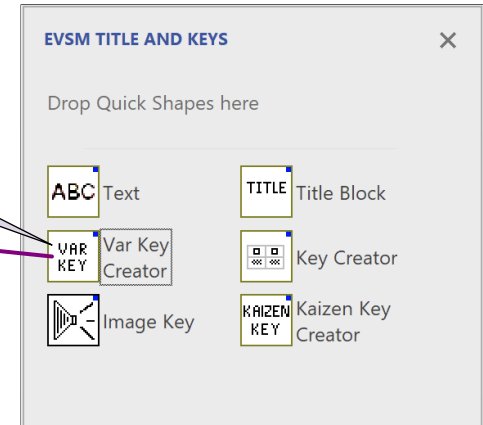 EVSM TITLE AND KEYS
Drop Quick Shapes here
ABC Text
TITLE Title Block
VAR KEY Var Key Creator
Key Creator
Image Key
KAIZEN KEY Kaizen Key Creator